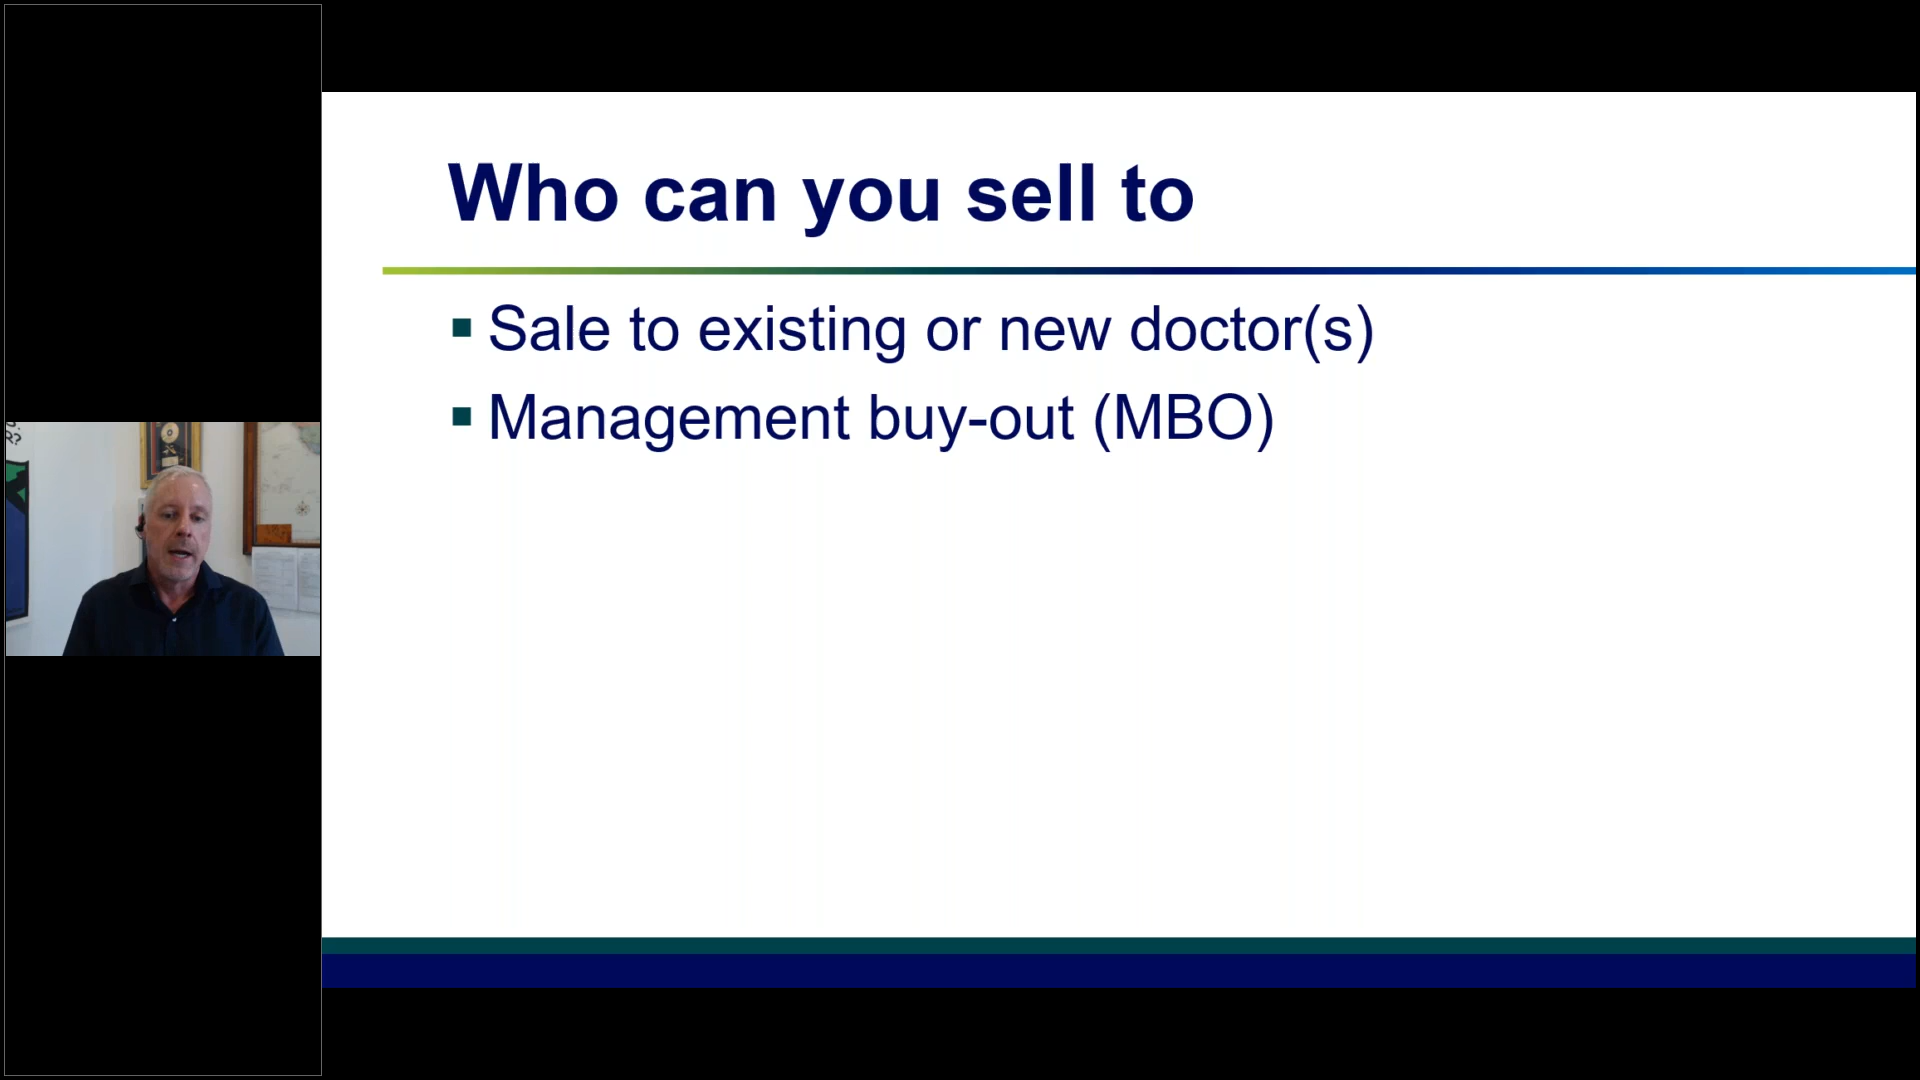 Who can you sell to
Sale to existing or new doctor(s)
Management buy-out (MBO)